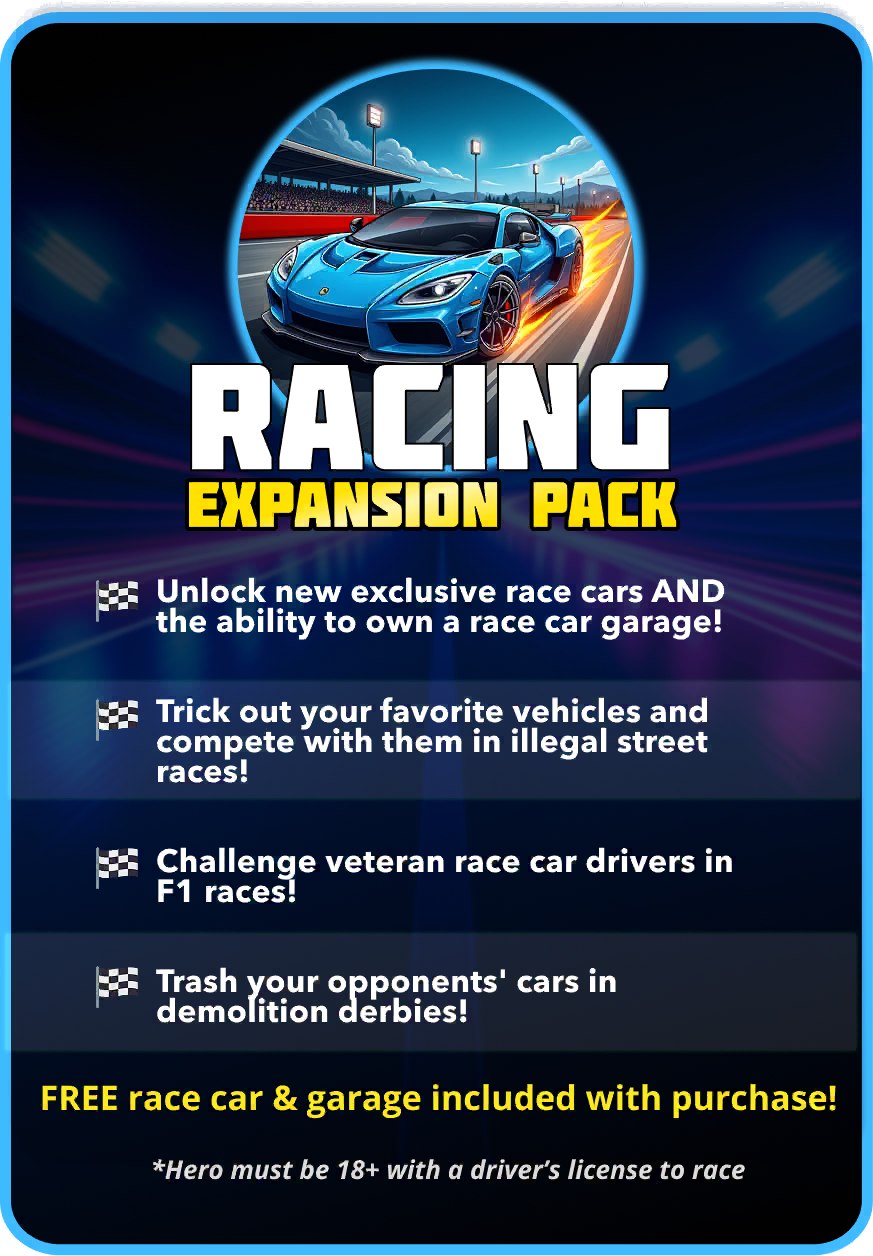 RACING
EXPANSION PACK
Unlock new exclusive race cars AND
the ability to own a race car garage!
Trick out your favorite vehicles and
compete with them in illegal street
races!
Challenge veteran race car drivers in
F1 races!
Trash your opponents' cars in
demolition derbies!
FREE race car & garage included with purchase!
*Hero must be 18+ with a driver’s license to race